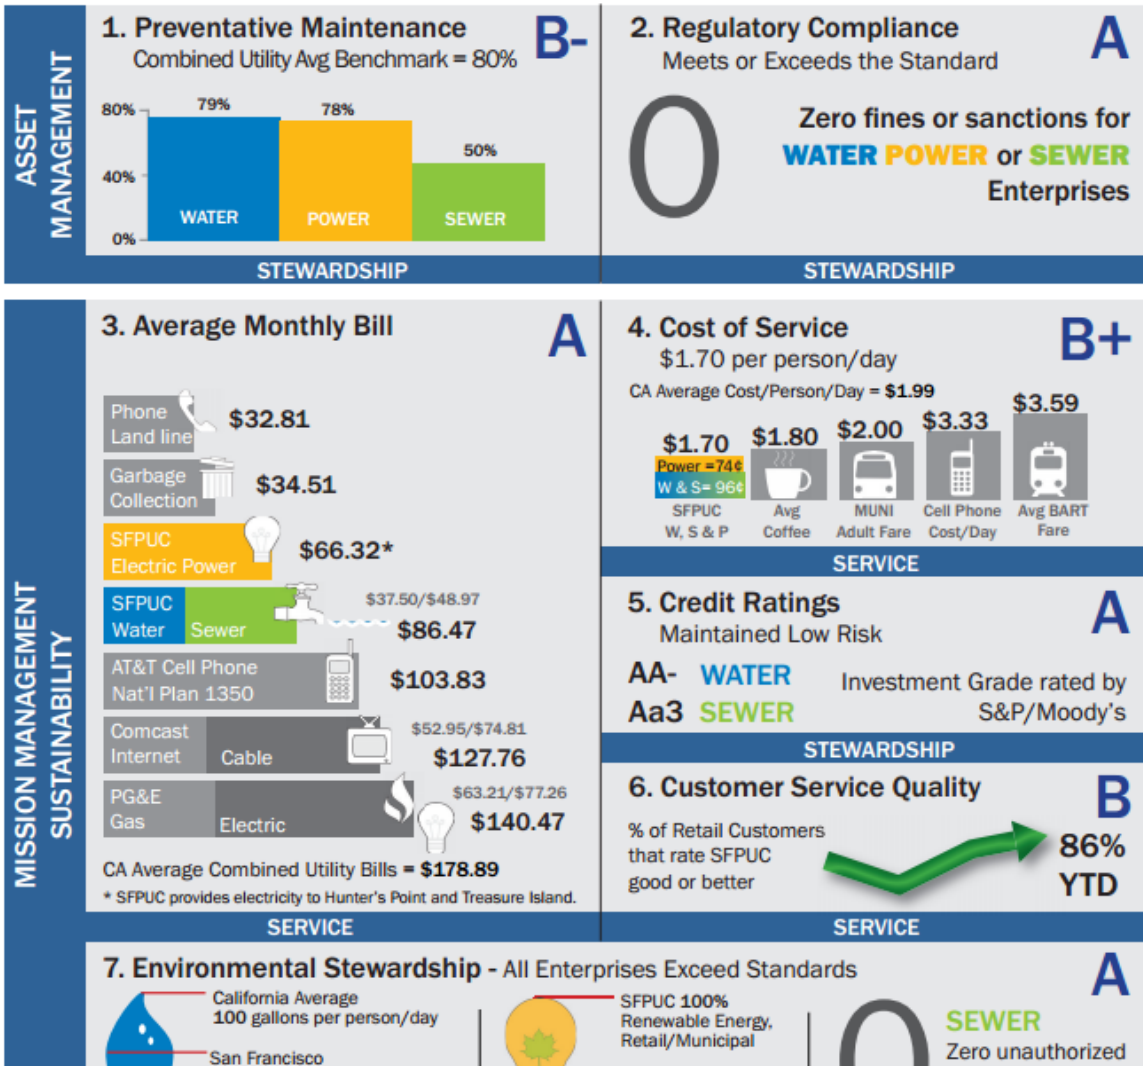 ASSET
MANAGEMENT
1. Preventative Maintenance
B-
Combined Utility Avg Benchmark = 80%
80%
40%
0%
79%
78%
50%
WATER
POWER
SEWER
STEWARDSHIP
2. Regulatory Compliance
A
Meets or Exceeds the Standard
0
Zero fines or sanctions for
WATER POWER or SEWER
Enterprises
STEWARDSHIP
MISSION MANAGEMENT
SUSTAINABILITY
3. Average Monthly Bill
A
Phone
Land line
$32.81
Garbage
Collection
$34.51
SFPUC
Electric Power
$66.32*
SFPUC
Water Sewer
$37.50/$48.97
$86.47
AT&T Cell Phone
Nat'l Plan 1350
$103.83
Comcast
Internet Cable
$52.95/$74.81
$127.76
PG&E
Gas Electric
$63.21/$77.26
$140.47
CA Average Combined Utility Bills = $178.89
* SFPUC provides electricity to Hunter's Point and Treasure Island.
SERVICE
4. Cost of Service
B+
$1.70 per person/day
CA Average Cost/Person/Day = $1.99
$1.70
Power =74¢
W & S= 96¢
SFPUC
W, S & P
$1.80
Avg
Coffee
$2.00
MUNI
Adult Fare
$3.33
Cell Phone
Cost/Day
$3.59
Avg BART
Fare
SERVICE
5. Credit Ratings
A
Maintained Low Risk
AA- WATER
Aa3 SEWER
Investment Grade rated by
S&P/Moody's
STEWARDSHIP
6. Customer Service Quality
B
% of Retail Customers
that rate SFPUC
good or better
86%
YTD
SERVICE
7. Environmental Stewardship - All Enterprises Exceed Standards
A
California Average
100 gallons per person/day
San Francisco
SFPUC 100%
Renewable Energy,
Retail/Municipal
0
SEWER
Zero unauthorized